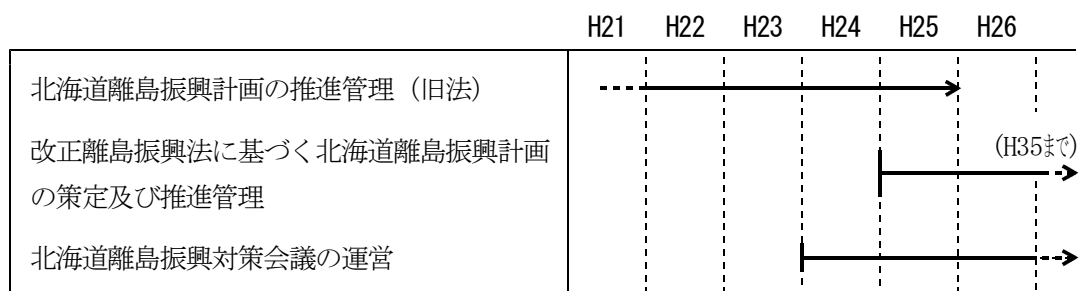 H21 H22 H23 H24 H25 H26
北海道離島振興計画の推進管理（旧法）
改正離島振興法に基づく北海道離島振興計画
の策定及び推進管理
(H35まで)
北海道離島振興対策会議の運営